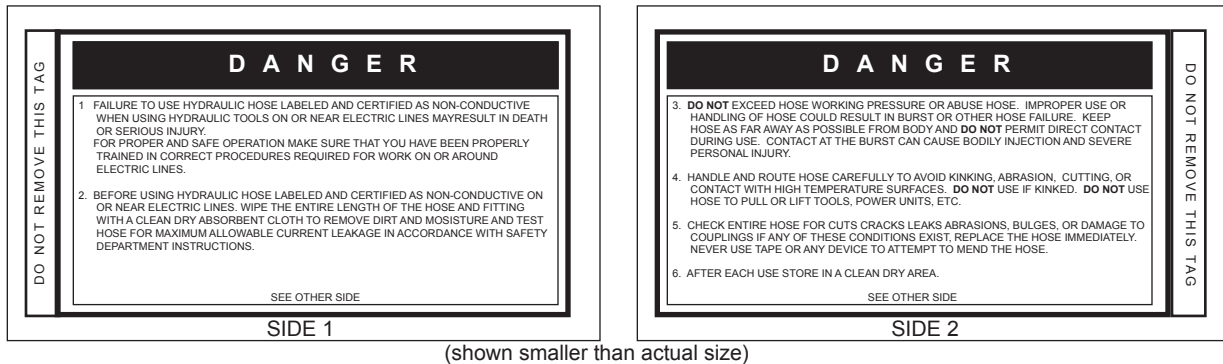 DO NOT REMOVE THIS TAG
D A N G E R
1 FAILURE TO USE HYDRAULIC HOSE LABELED AND CERTIFIED AS NON-CONDUCTIVE
WHEN USING HYDRAULIC TOOLS ON OR NEAR ELECTRIC LINES MAYRESULT IN DEATH
OR SERIOUS INJURY.
FOR PROPER AND SAFE OPERATION MAKE SURE THAT YOU HAVE BEEN PROPERLY
TRAINED IN CORRECT PROCEDURES REQUIRED FOR WORK ON OR AROUND
ELECTRIC LINES.
2. BEFORE USING HYDRAULIC HOSE LABELED AND CERTIFIED AS NON-CONDUCTIVE ON
OR NEAR ELECTRIC LINES. WIPE THE ENTIRE LENGTH OF THE HOSE AND FITTING
WITH A CLEAN DRY ABSORBENT CLOTH TO REMOVE DIRT AND MOSISTURE AND TEST
HOSE FOR MAXIMUM ALLOWABLE CURRENT LEAKAGE IN ACCORDANCE WITH SAFETY
DEPARTMENT INSTRUCTIONS.
SEE OTHER SIDE
SIDE 1
D A N G E R
3. DO NOT EXCEED HOSE WORKING PRESSURE OR ABUSE HOSE. IMPROPER USE OR
HANDLING OF HOSE COULD RESULT IN BURST OR OTHER HOSE FAILURE. KEEP
HOSE AS FAR AWAY AS POSSIBLE FROM BODY AND DO NOT PERMIT DIRECT CONTACT
DURING USE. CONTACT AT THE BURST CAN CAUSE BODILY INJECTION AND SEVERE
PERSONAL INJURY.
4. HANDLE AND ROUTE HOSE CAREFULLY TO AVOID KINKING, ABRASION, CUTTING, OR
CONTACT WITH HIGH TEMPERATURE SURFACES. DO NOT USE IF KINKED. DO NOT USE
HOSE TO PULL OR LIFT TOOLS, POWER UNITS, ETC.
5. CHECK ENTIRE HOSE FOR CUTS CRACKS LEAKS ABRASIONS, BULGES, OR DAMAGE TO
COUPLINGS IF ANY OF THESE CONDITIONS EXIST, REPLACE THE HOSE IMMEDIATELY.
NEVER USE TAPE OR ANY DEVICE TO ATTEMPT TO MEND THE HOSE.
6. AFTER EACH USE STORE IN A CLEAN DRY AREA.
SEE OTHER SIDE
DO NOT REMOVE THIS TAG
SIDE 2
(shown smaller than actual size)